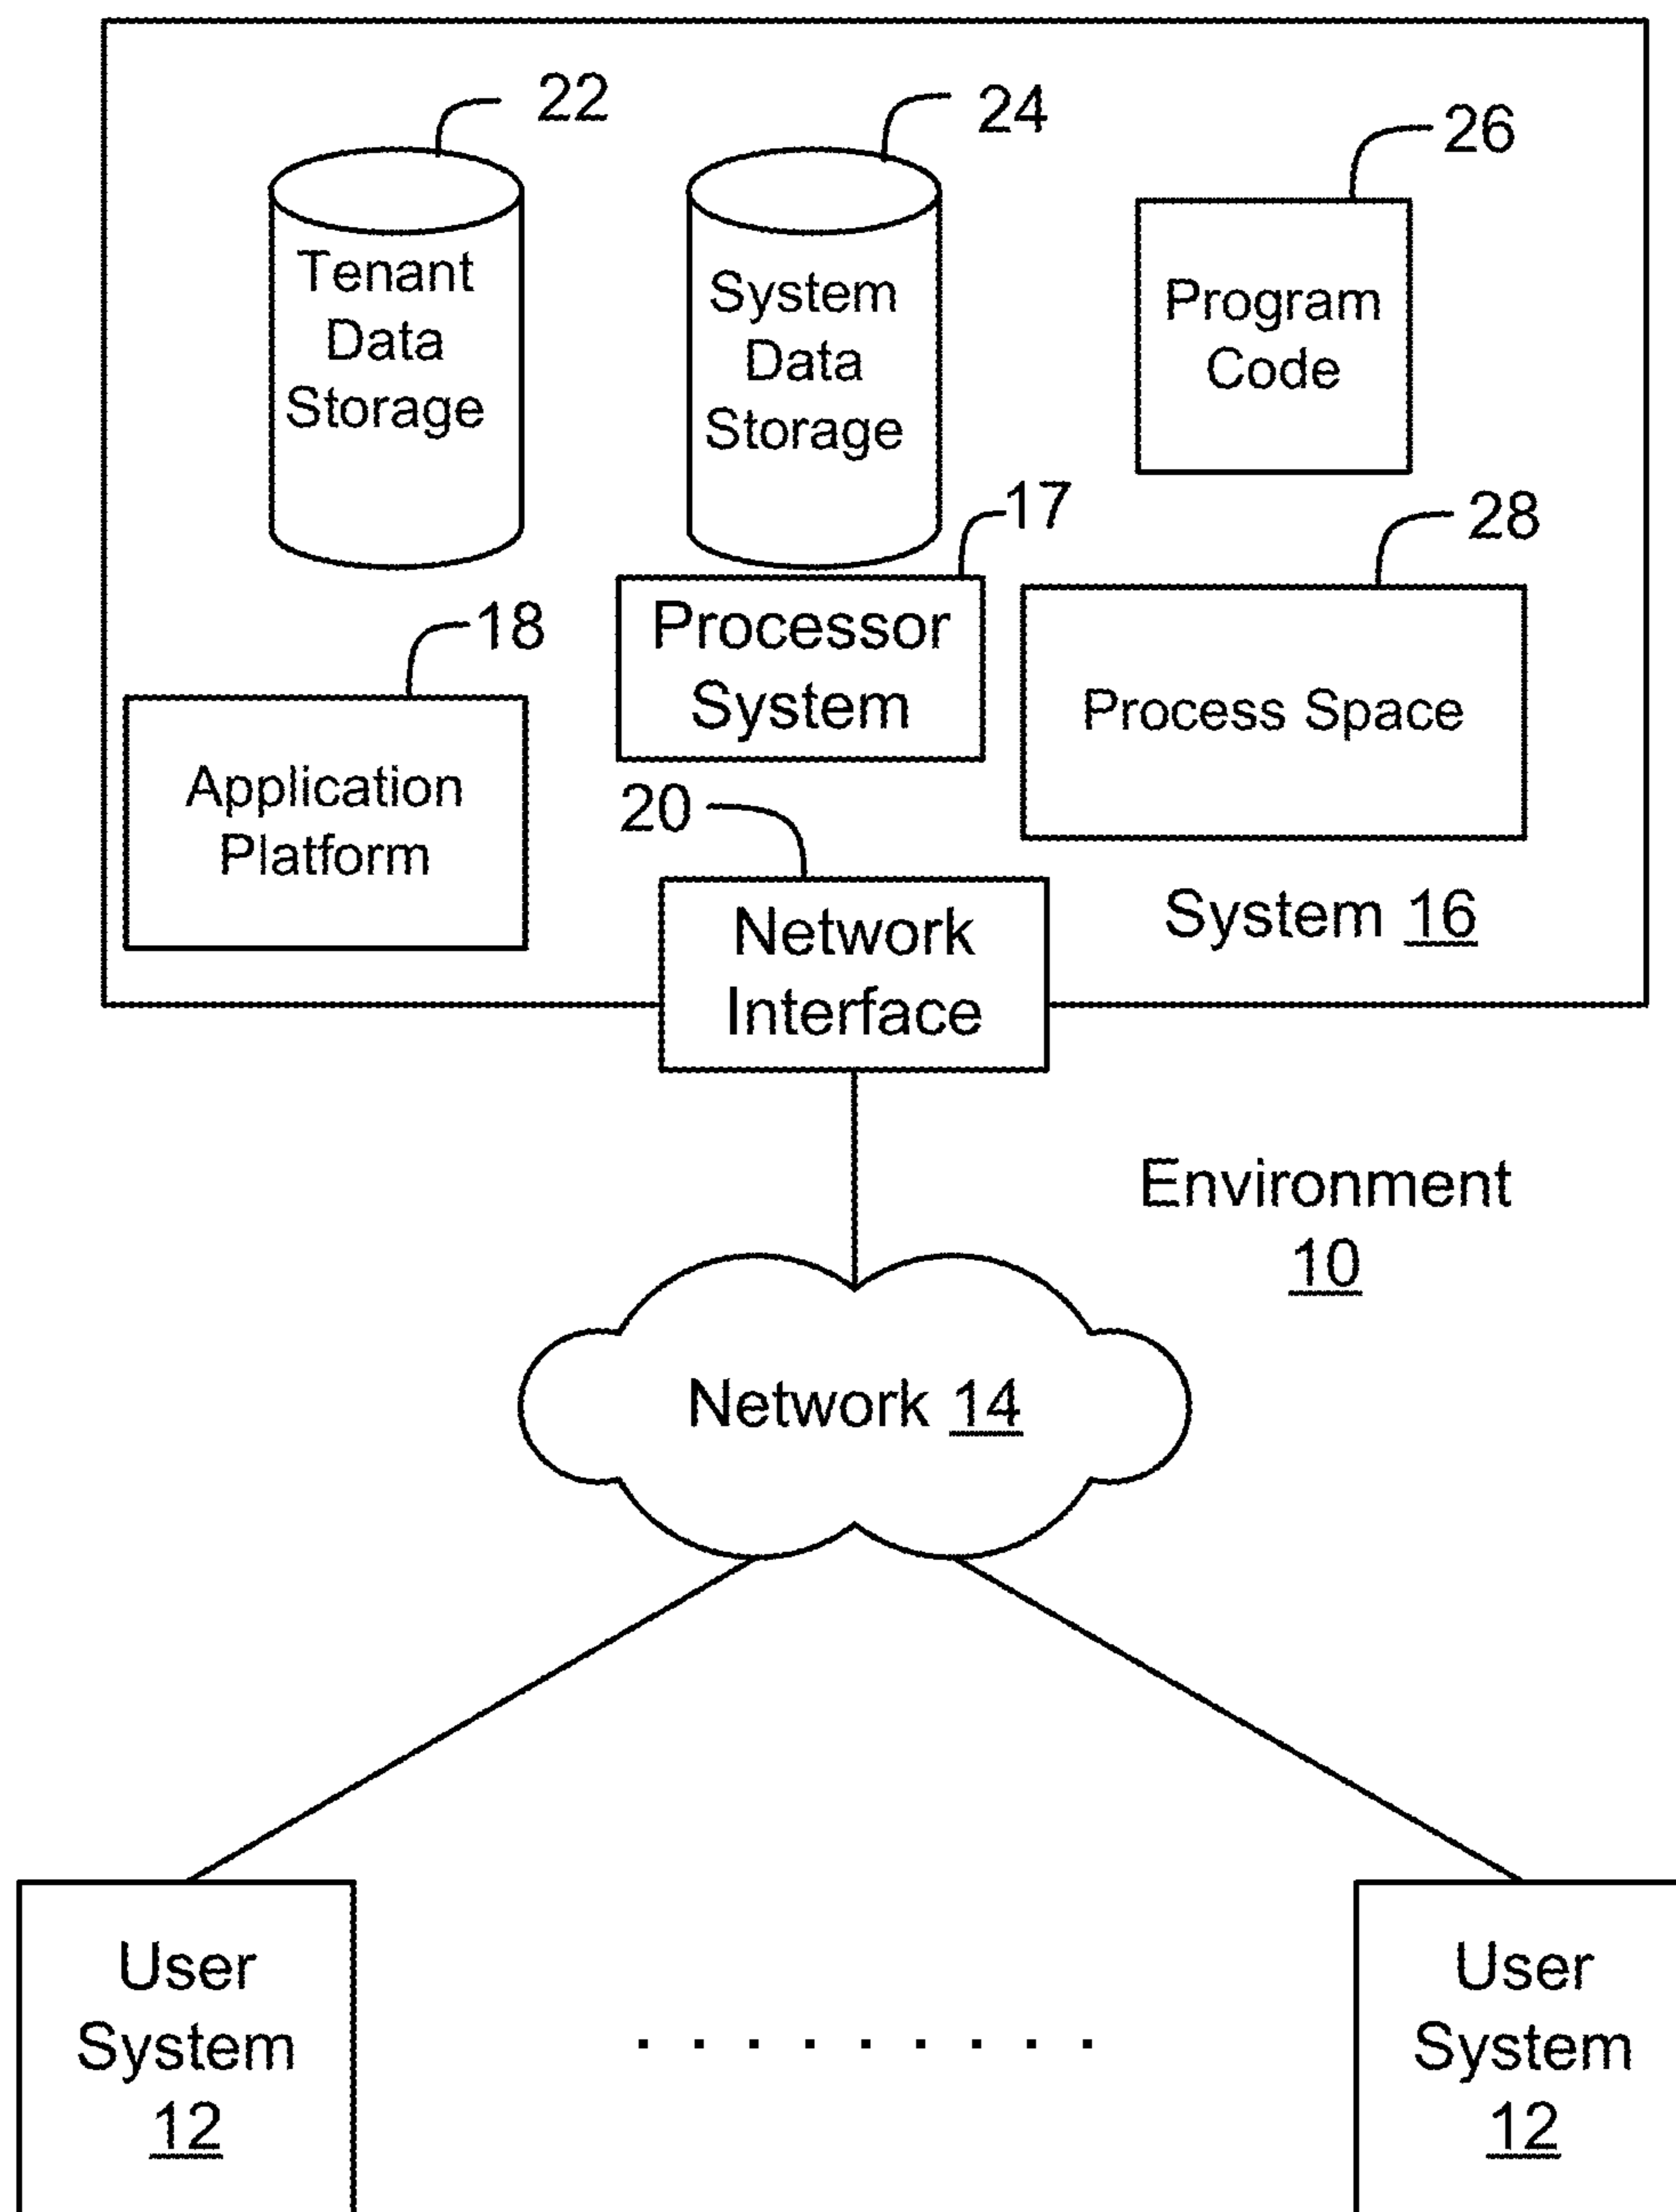 22
24
26
Tenant
Data
Storage
System
Data
Storage
Program
Code
17
28
18
Processor
System
Process Space
Application
Platform
20
Network
Interface
System 16
Environment
10
Network 14
User
System
12
. . . . . . . . .
User
System
12